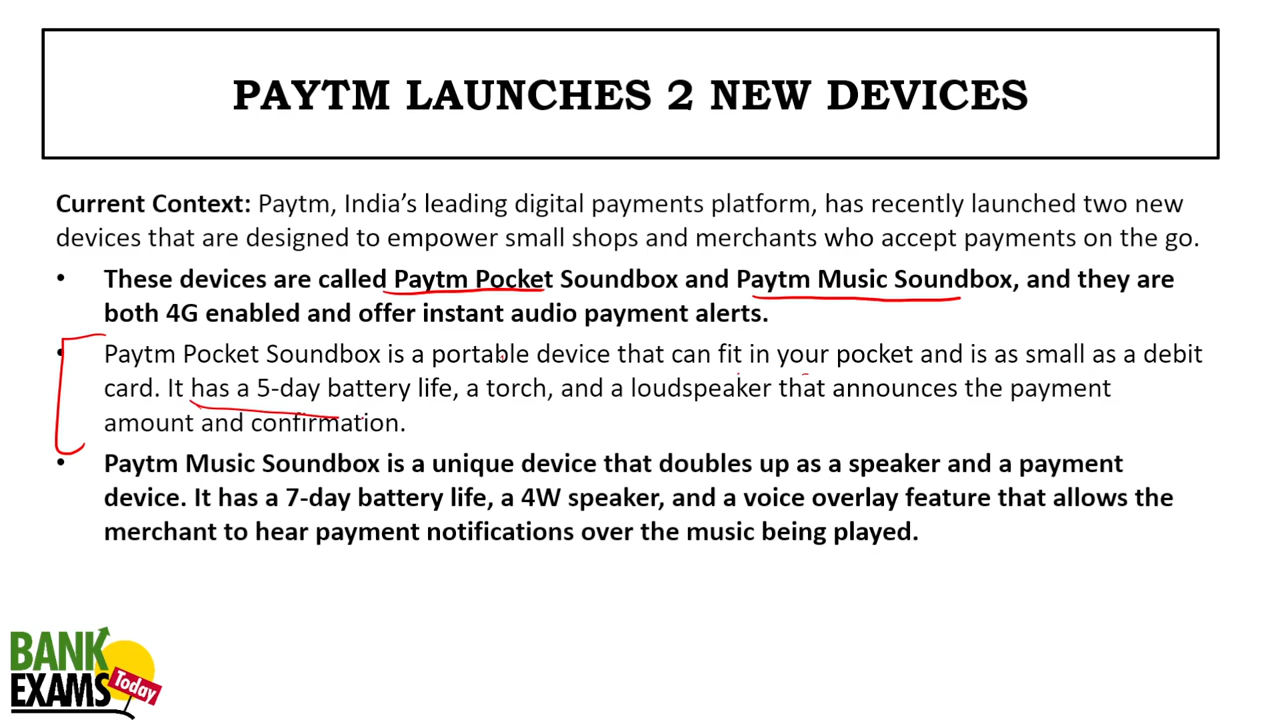 PAYTM LAUNCHES 2 NEW DEVICES
Current Context: Paytm, India’s leading digital payments platform, has recently launched two new
devices that are designed to empower small shops and merchants who accept payments on the go.
• These devices are called Paytm Pocket Soundbox and Paytm Music Soundbox, and they are
both 4G enabled and offer instant audio payment alerts.
• Paytm Pocket Soundbox is a portable device that can fit in your pocket and is as small as a debit
card. It has a 5-day battery life, a torch, and a loudspeaker that announces the payment
amount and confirmation.
• Paytm Music Soundbox is a unique device that doubles up as a speaker and a payment
device. It has a 7-day battery life, a 4W speaker, and a voice overlay feature that allows the
merchant to hear payment notifications over the music being played.
BANK
EXAMS
Today